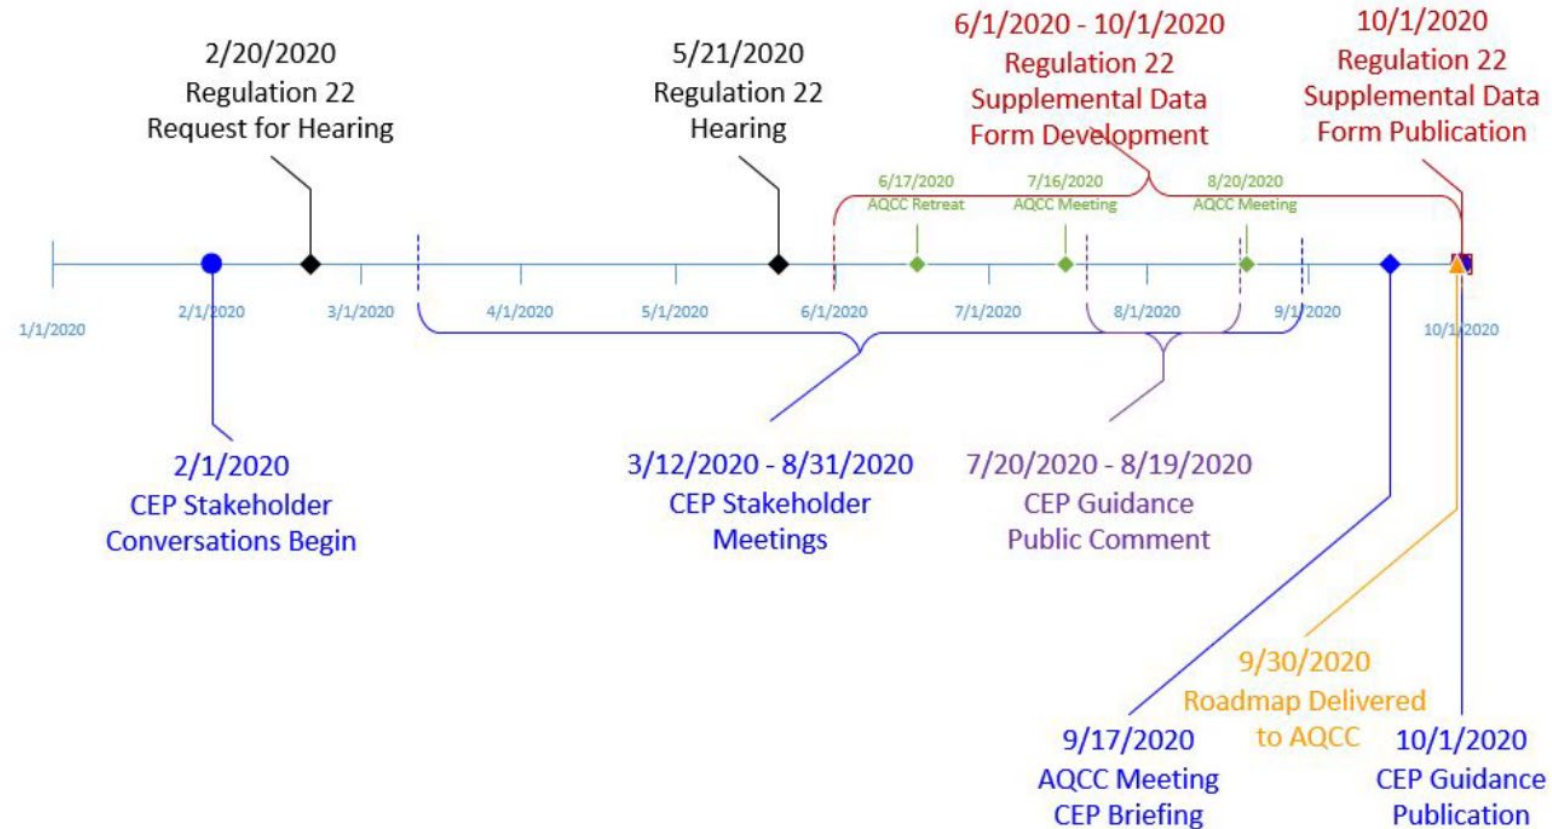 2/20/2020
Regulation 22
Request for Hearing
5/21/2020
Regulation 22
Hearing
6/1/2020 - 10/1/2020
Regulation 22
Supplemental Data
Form Development
10/1/2020
Regulation 22
Supplemental Data
Form Publication
6/17/2020
AQCC Retreat
7/16/2020
AQCC Meeting
8/20/2020
AQCC Meeting
1/1/2020
2/1/2020
3/1/2020
4/1/2020
5/1/2020
6/1/2020
7/1/2020
8/1/2020
9/1/2020
10/1/2020
2/1/2020
CEP Stakeholder
Conversations Begin
3/12/2020 - 8/31/2020
CEP Stakeholder
Meetings
7/20/2020 - 8/19/2020
CEP Guidance
Public Comment
9/17/2020
AQCC Meeting
CEP Briefing
9/30/2020
Roadmap Delivered
to AQCC
10/1/2020
CEP Guidance
Publication